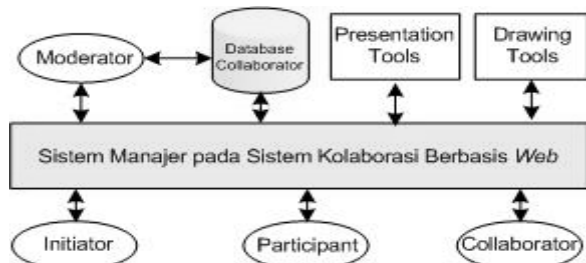 Moderator
Database
Collaborator
Presentation
Tools
Drawing
Tools
Sistem Manajer pada Sistem Kolaborasi Berbasis Web
Initiator
Participant
Collaborator